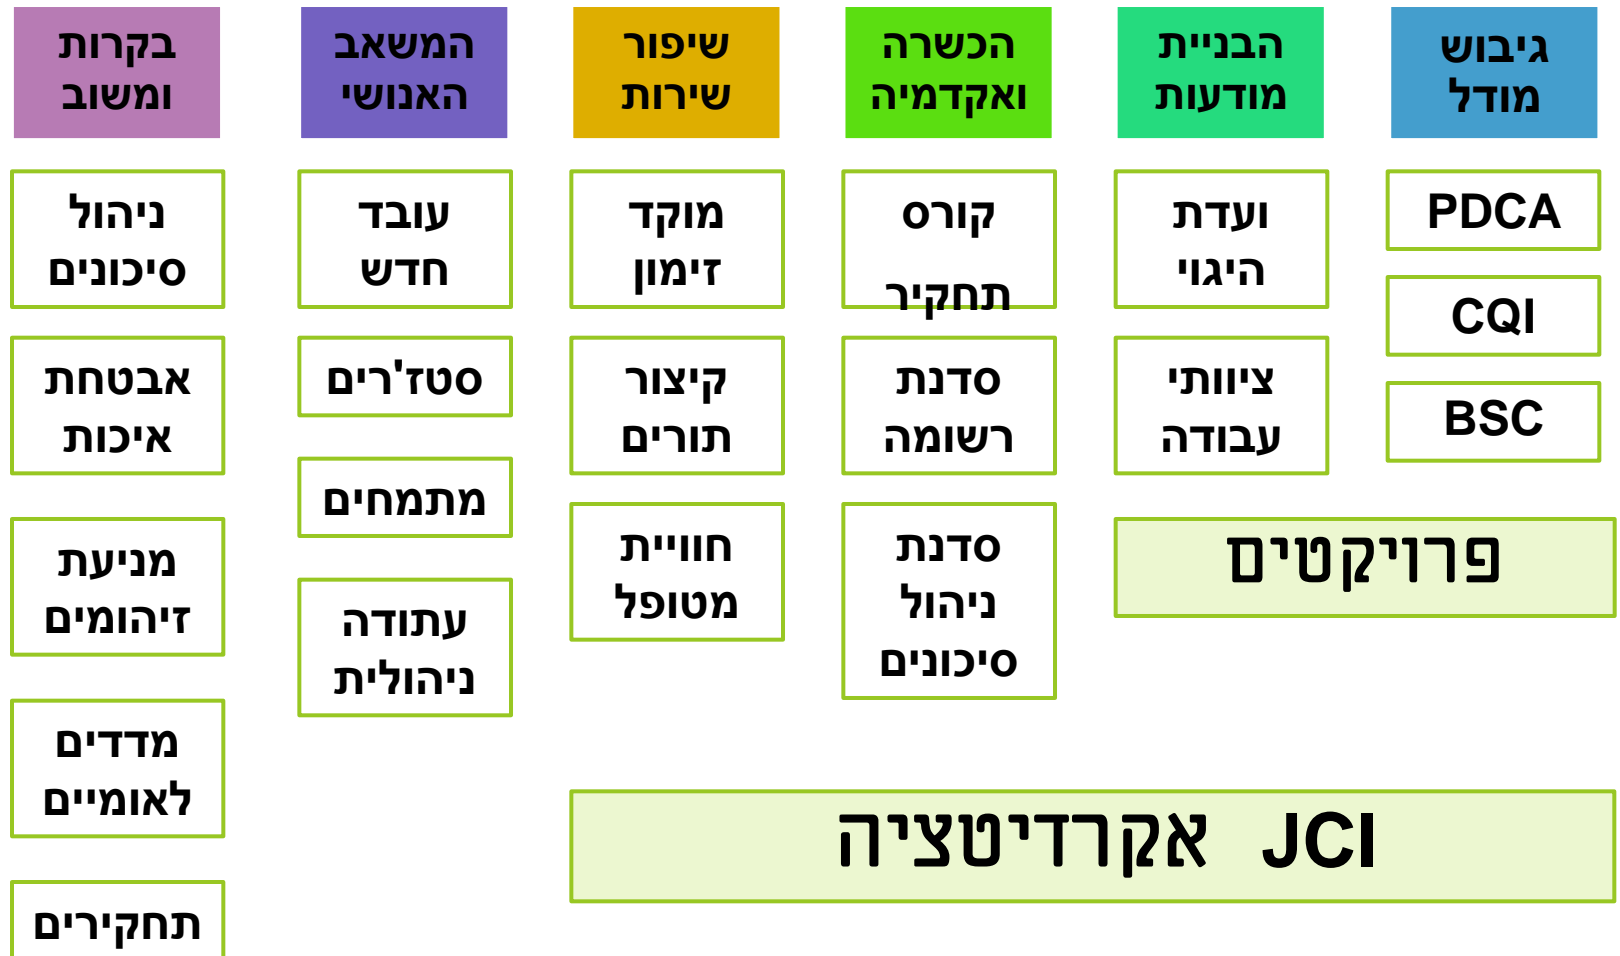 גיבוש
מודל
הבניית
מודעות
הכשרה
ואקדמיה
שיפור
שירות
המשאב
האנושי
בקרות
ומשוב
PDCA
CQI
BSC
ועדת
היגוי
ציוותי
עבודה
פרויקטים
קורס
תחקיר
סדנת
רשומה
סדנת
ניהול
סיכונים
מוקד
זימון
קיצור
תורים
חוויית
מטופל
עובד
חדש
סטז'רים
מתמחים
עתודה
ניהולית
ניהול
סיכונים
אבטחת
איכות
מניעת
זיהומים
מדדים
לאומיים
תחקירים
JCI אקרדיטציה